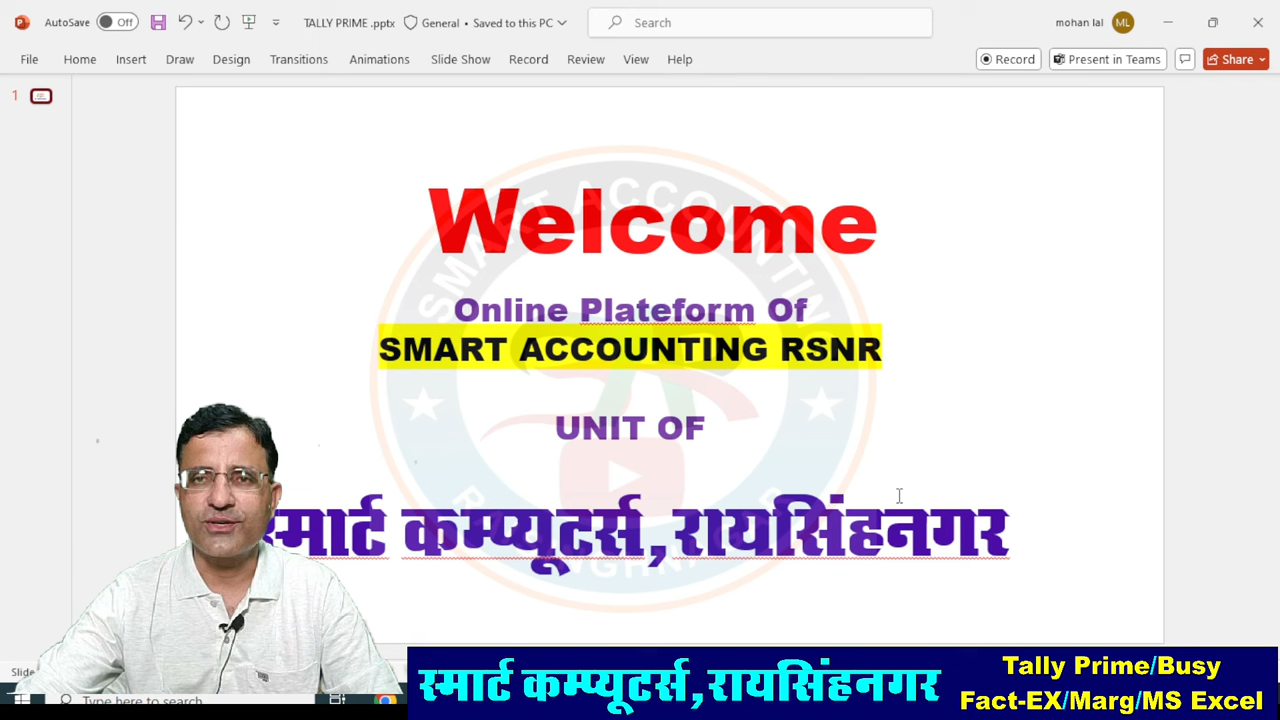 AutoSave Off TALLY PRIME .pptx General • Saved to this PC Search mohan lal ML
File Home Insert Draw Design Transitions Animations Slide Show Record Review View Help Record Present in Teams Share
1
SMART ACCOUNTING
Welcome
Online Plateform Of
SMART ACCOUNTING RSNR
UNIT OF
स्मार्ट कम्प्यूटर्स,रायसिंहनगर
Type here to search
स्मार्ट कम्प्यूटर्स,रायसिंहनगर
Tally Prime/Busy
Fact-EX/Marg/MS Excel